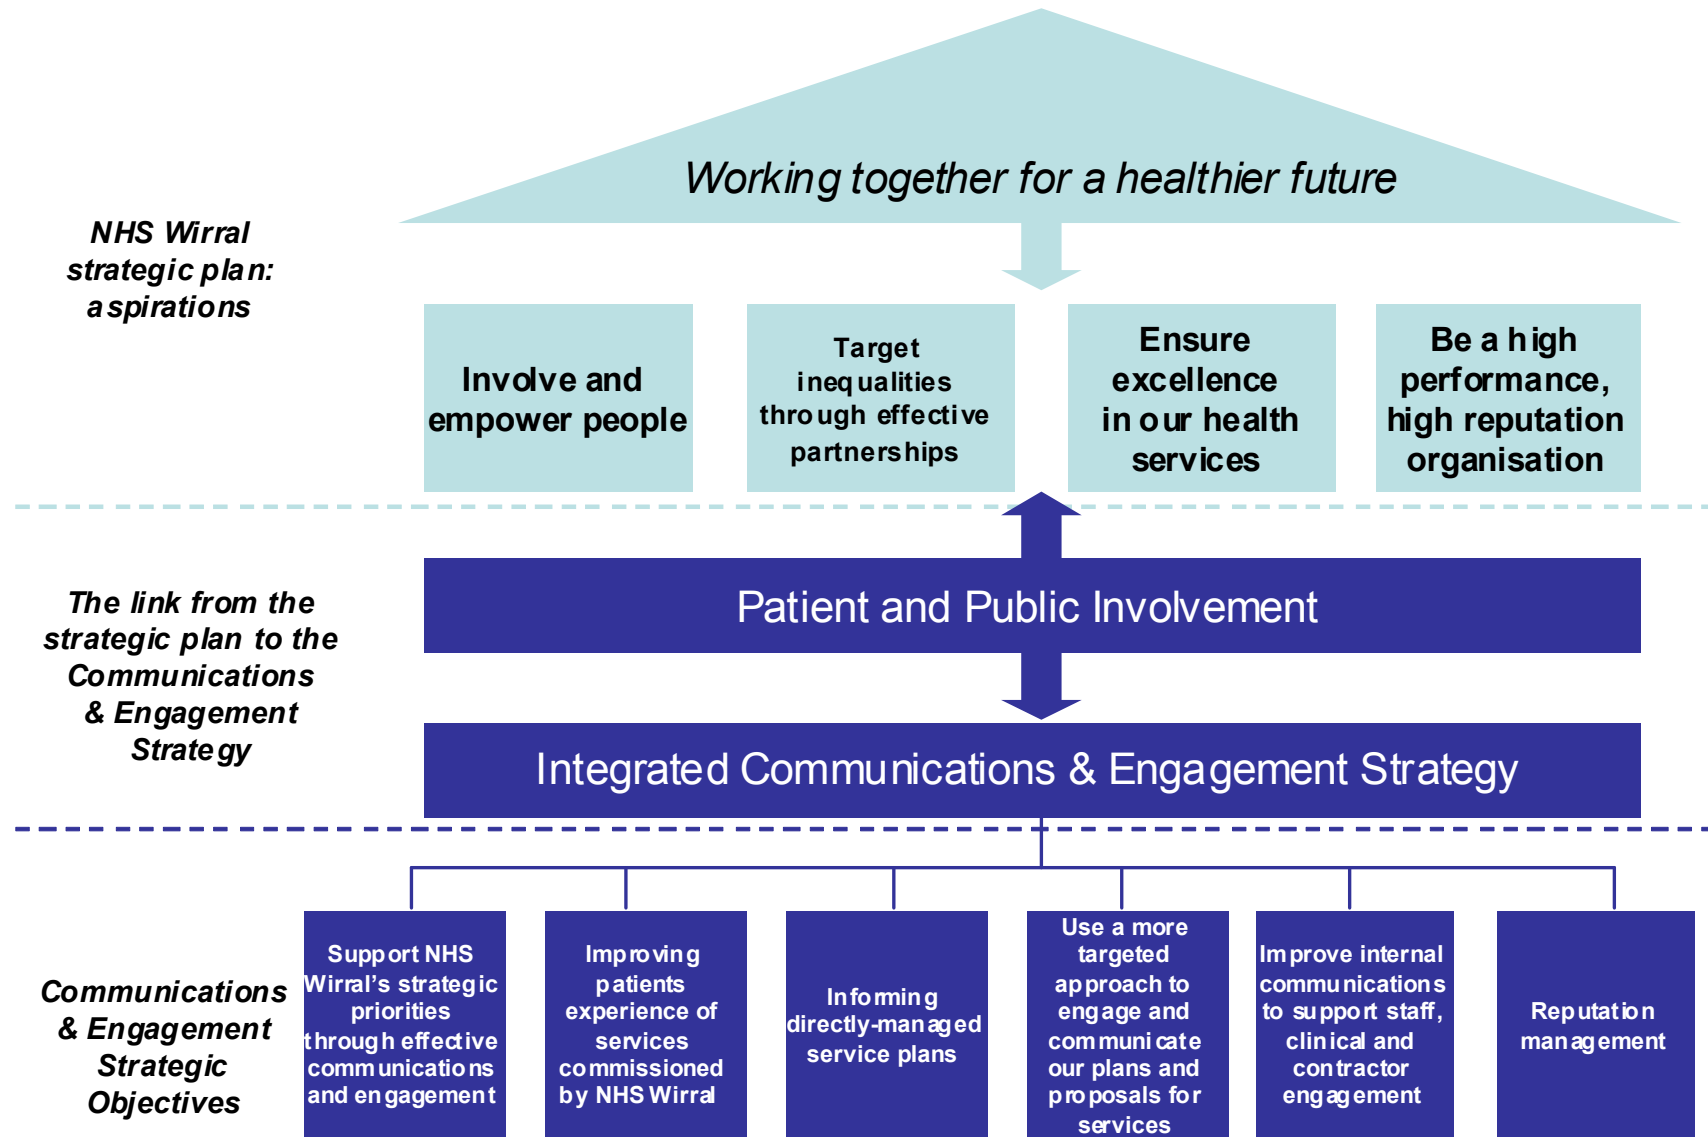 Working together for a healthier future
NHS Wirral
strategic plan:
aspirations
Involve and
empower people
Target
inequalities
through effective
partnerships
Ensure
excellence
in our health
services
Be a high
performance,
high reputation
organisation
The link from the
strategic plan to the
Communications
& Engagement
Strategy
Patient and Public Involvement
Integrated Communications & Engagement Strategy
Communications
& Engagement
Strategic
Objectives
Support NHS
Wirral’s strategic
priorities
through effective
communications
and engagement
Improving
patients
experience of
services
commissioned
by NHS Wirral
Informing
directly-managed
service plans
Use a more
targeted
approach to
engage and
communicate
our plans and
proposals for
services
Improve internal
communications
to support staff,
clinical and
contractor
engagement
Reputation
management